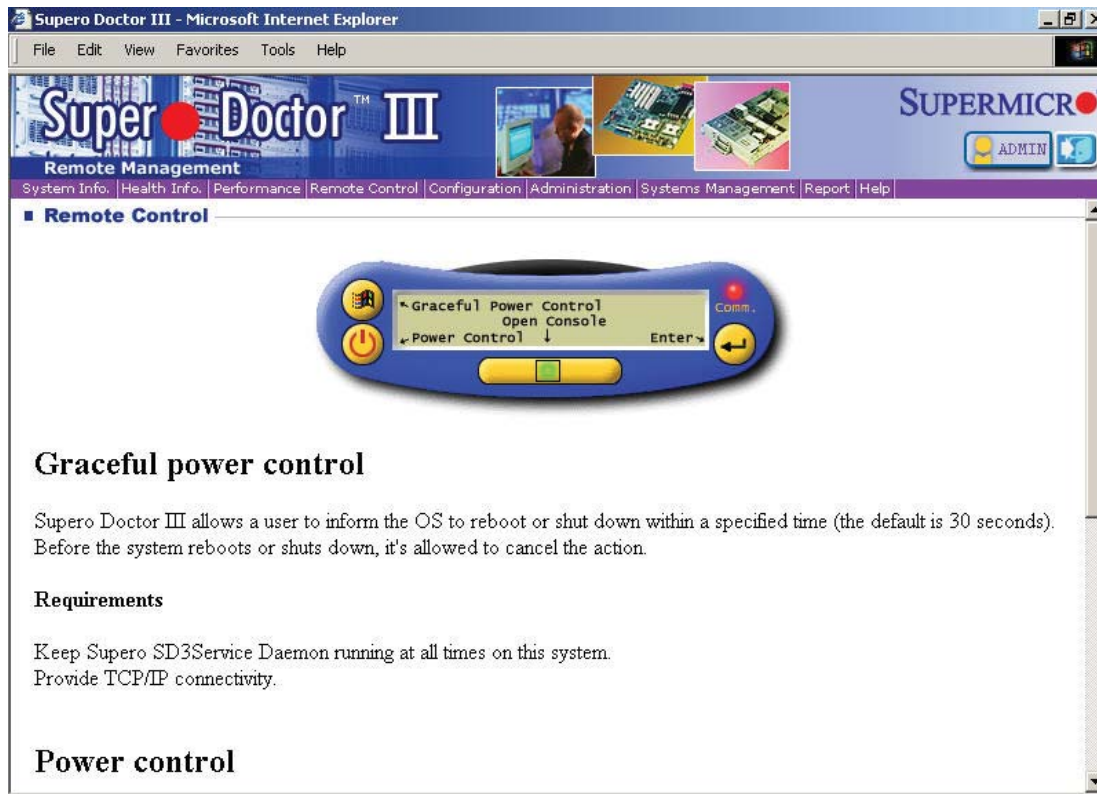 Supero Doctor III - Microsoft Internet Explorer
File Edit View Favorites Tools Help
Super Doctor™ III
SUPERMICR
Remote Management
ADMIN
System Info. Health Info. Performance Remote Control Configuration Administration Systems Management Report Help
Remote Control
Graceful Power Control
Open Console
Power Control ↓ Enter
Comm.
Graceful power control
Supero Doctor III allows a user to inform the OS to reboot or shut down within a specified time (the default is 30 seconds).
Before the system reboots or shuts down, it's allowed to cancel the action.
Requirements
Keep Supero SD3Service Daemon running at all times on this system.
Provide TCP/IP connectivity.
Power control